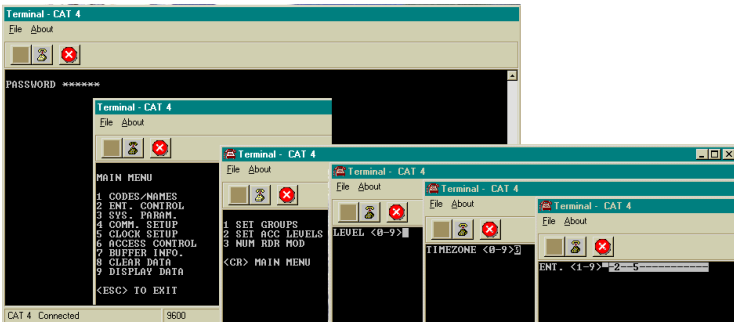 Terminal - CAT 4
File About
PASSWORD ******
Terminal - CAT 4
File About
MAIN MENU
1 CODES/NAMES
2 ENT. CONTROL
3 SYS. PARAM.
4 COMM. SETUP
5 CLOCK SETUP
6 ACCESS CONTROL
7 BUFFER INFO.
8 CLEAR DATA
9 DISPLAY DATA
<ESC> TO EXIT
Terminal - CAT 4
File About
1 SET GROUPS
2 SET ACC LEVELS
3 NUM RDR MOD
<CR> MAIN MENU
Terminal - CAT 4
File About
LEVEL <0-9>
Terminal - CAT 4
File About
TIMEZONE <0-9>
Terminal - CAT 4
File About
ENT. <1-9>--2--5------------
CAT 4 Connected
9600